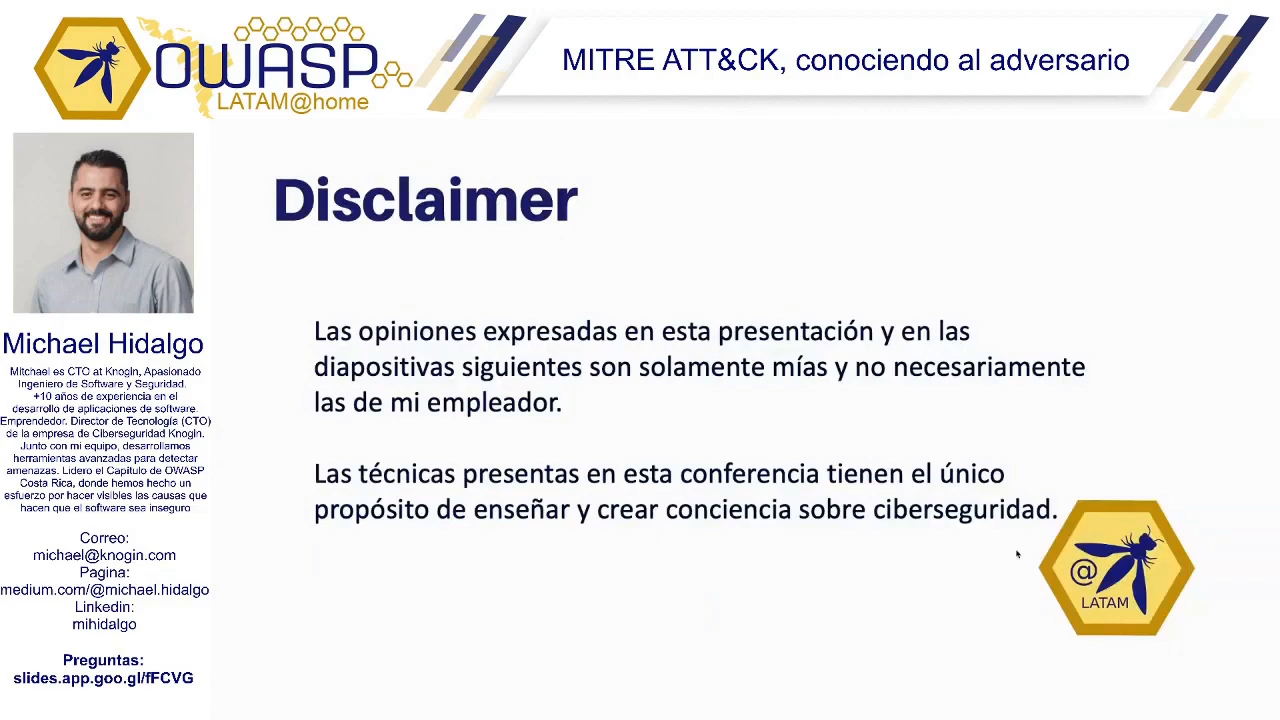 OWASP
LATAM@home
MITRE ATT&CK, conociendo al adversario
Michael Hidalgo
Mitchael es CTO at Knogin, Apasionado
Ingeniero de Software y Seguridad.
+10 años de experiencia en el
desarrollo de aplicaciones de software.
Emprendedor. Director de Tecnología (CTO)
de la empresa de Ciberseguridad Knogin.
Junto con mi equipo, desarrollamos
herramientas avanzadas para detectar
amenazas. Lidero el Capítulo de OWASP
Costa Rica, donde hemos hecho un
esfuerzo por hacer visibles las causas que
hacen que el software sea inseguro
Correo:
michael@knogin.com
Pagina:
medium.com/@michael.hidalgo
Linkedin:
mihidalgo
Preguntas:
slides.app.goo.gl/fFCVG
Disclaimer
Las opiniones expresadas en esta presentación y en las
diapositivas siguientes son solamente mías y no necesariamente
las de mi empleador.
Las técnicas presentas en esta conferencia tienen el único
propósito de enseñar y crear conciencia sobre ciberseguridad.
@
LATAM